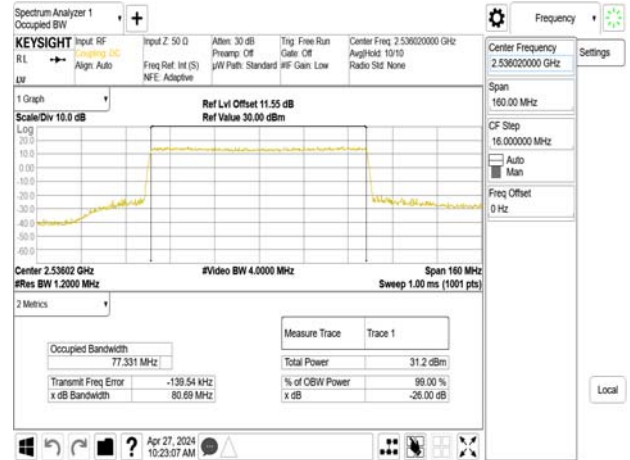 Spectrum Analyzer 1
Occupied BW
Frequency
KEYSIGHT
Input: RF
Input Z: 50 Ω
Atten: 30 dB
Trig: Free Run
Center Freq: 2.536020000 GHz
RL
Coupling: DC
Preamp: Off
Gate: Off
Avg|Hold: 10/10
Align: Auto
Freq Ref: Int (S)
µW Path: Standard
#IF Gain: Low
Radio Std: None
NFE: Adaptive
Center Frequency
2.536020000 GHz
Settings
Span
160.00 MHz
CF Step
16.000000 MHz
Auto
Man
Freq Offset
0 Hz
Local
1 Graph
Ref Lvl Offset 11.55 dB
Scale/Div 10.0 dB
Ref Value 30.00 dBm
Log
20.0
10.0
0.00
-10.0
-20.0
-30.0
-40.0
-50.0
-60.0
Center 2.53602 GHz
#Video BW 4.0000 MHz
Span 160 MHz
#Res BW 1.2000 MHz
Sweep 1.00 ms (1001 pts)
2 Metrics
Measure Trace
Trace 1
Occupied Bandwidth
77.331 MHz
Total Power
31.2 dBm
Transmit Freq Error
-139.54 kHz
% of OBW Power
99.00 %
x dB Bandwidth
80.69 MHz
x dB
-26.00 dB
?
Apr 27, 2024
10:23:07 AM